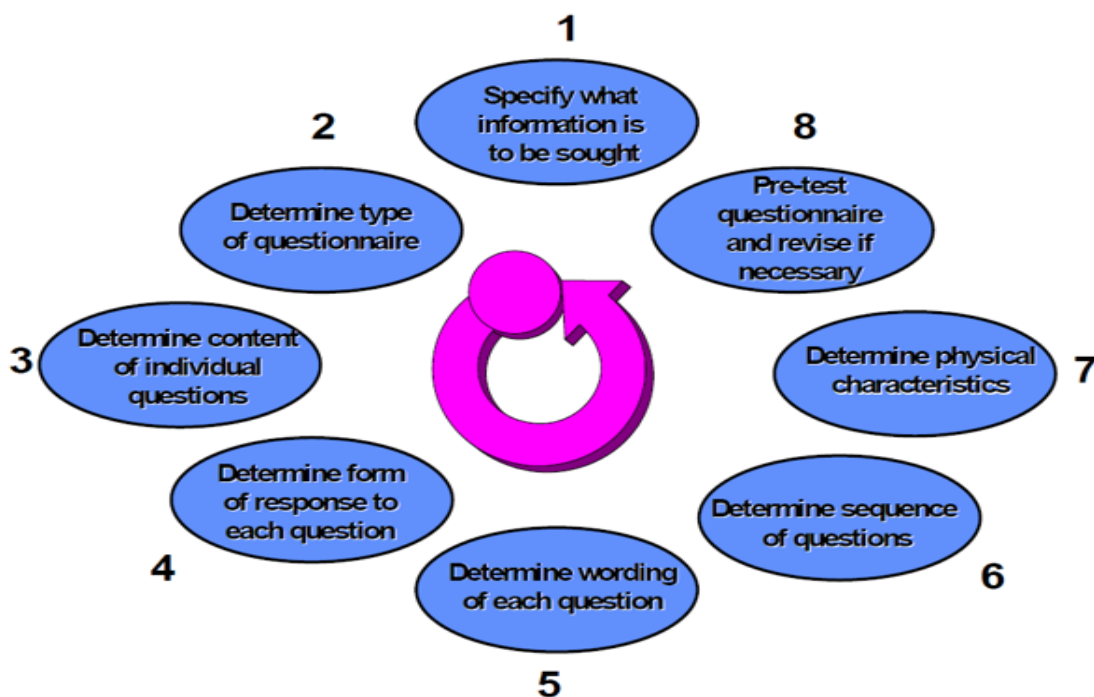 1
Specify what
information is
to be sought
2
Determine type
of questionnaire
3
Determine content
of individual
questions
4
Determine form
of response to
each question
5
Determine wording
of each question
6
Determine sequence
of questions
7
Determine physical
characteristics
8
Pre-test
questionnaire
and revise if
necessary